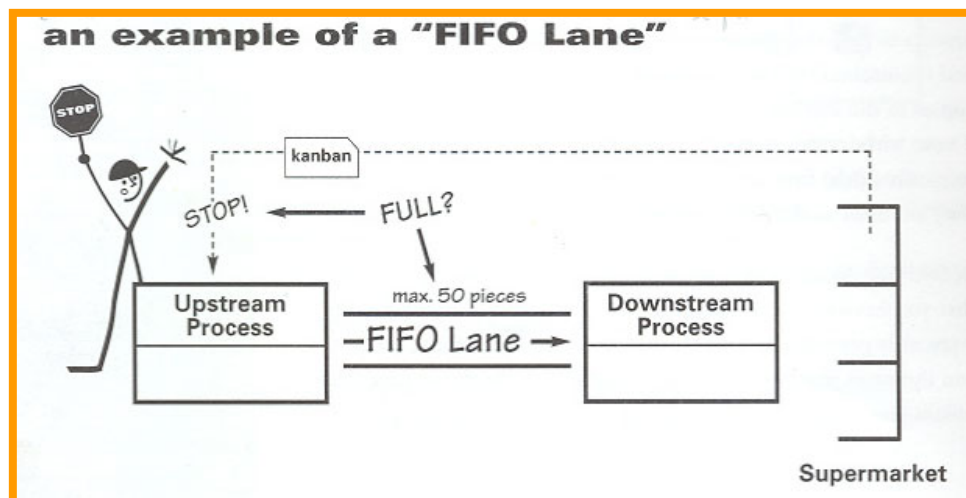 an example of a “FIFO Lane”
STOP
kanban
STOP!
FULL?
max. 50 pieces
Upstream
Process
FIFO Lane
Downstream
Process
Supermarket